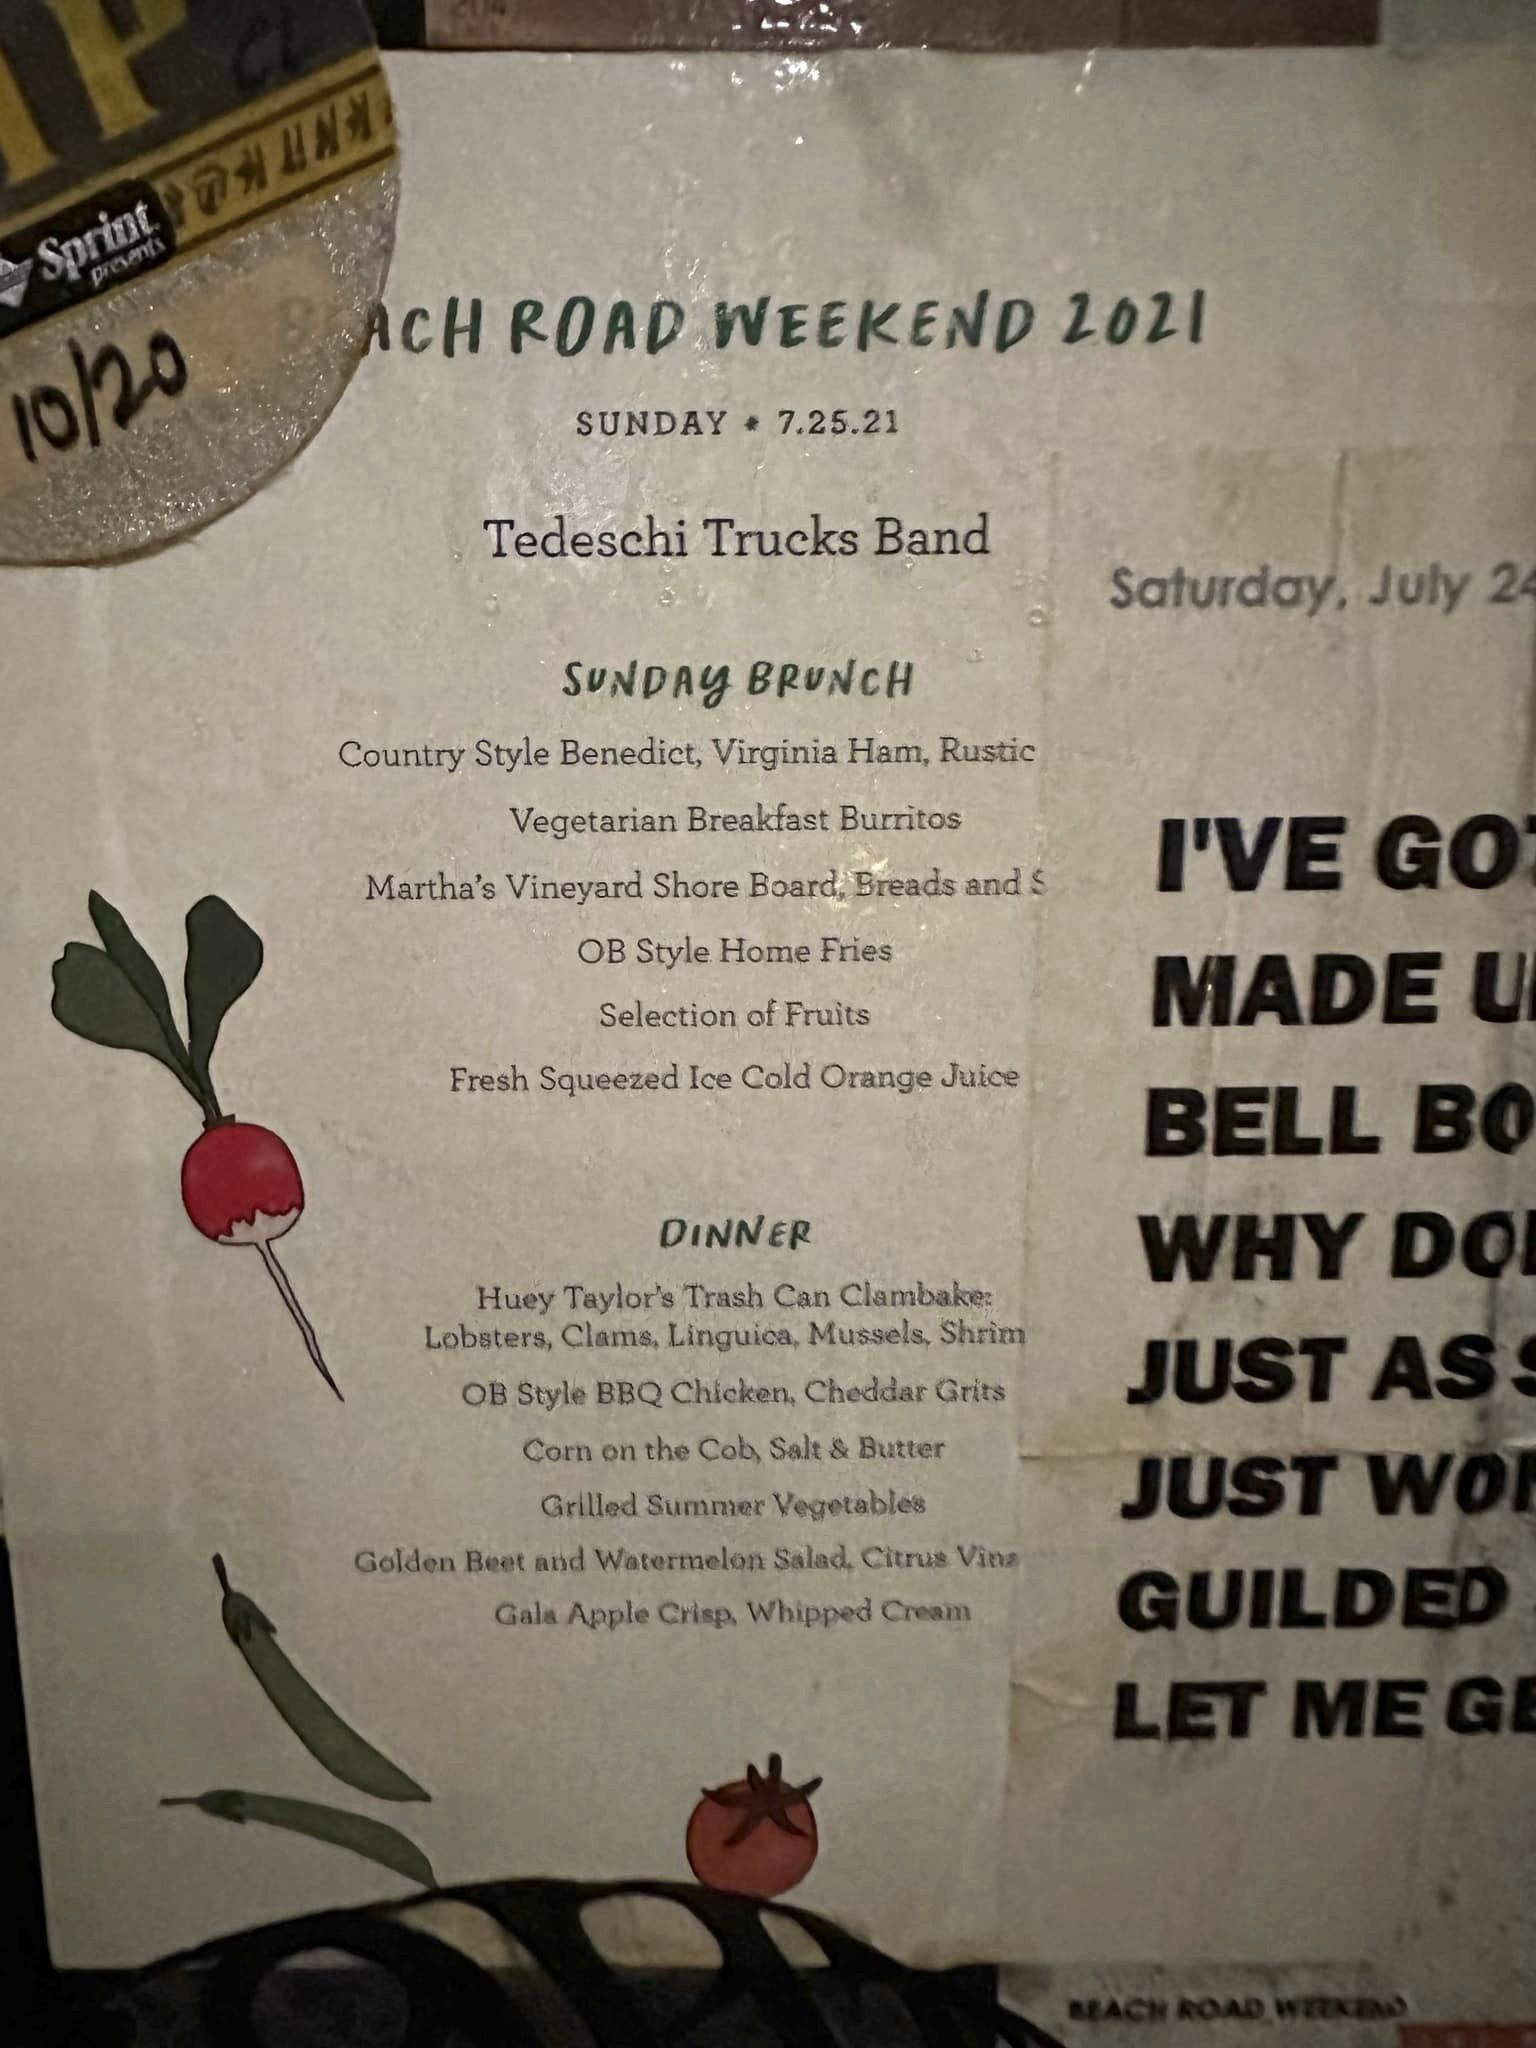 Sprint
presents
10/20
ACH ROAD WEEKEND 2021
SUNDAY * 7.25.21
Tedeschi Trucks Band
SUNDAY BRUNCH
Country Style Benedict, Virginia Ham, Rustic
Vegetarian Breakfast Burritos
Martha's Vineyard Shore Board, Breads and S
OB Style Home Fries
Selection of Fruits
Fresh Squeezed Ice Cold Orange Juice
DINNER
Huey Taylor's Trash Can Clambake:
Lobsters, Clams, Linguica, Mussels, Shrim
OB Style BBQ Chicken, Cheddar Grits
Corn on the Cob, Salt & Butter
Grilled Summer Vegetables
Golden Beet and Watermelon Salad, Citrus Vina
Gala Apple Crisp, Whipped Cream
Saturday, July 24
I'VE GOT
MADE U
BELL BO
WHY DO
JUST AS S
JUST WO
GUILDED
LET ME GE
BEACH ROAD WEEKEND